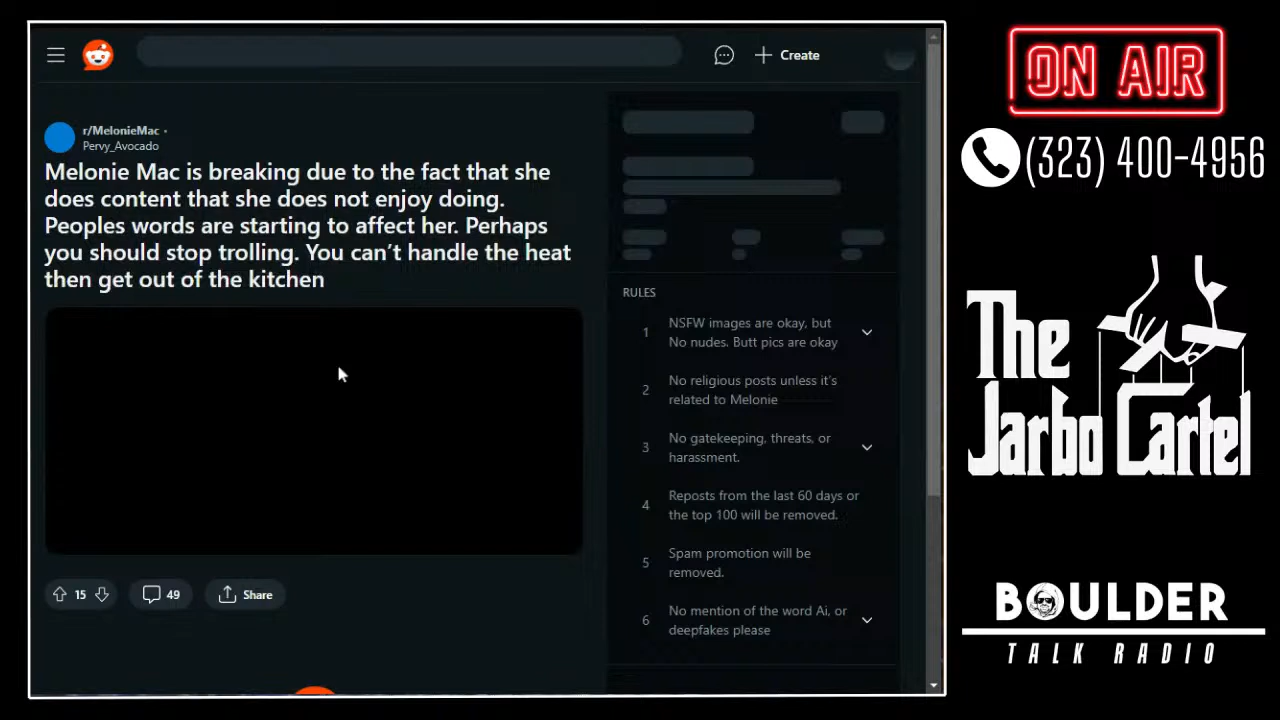 Create
r/MelonieMac •
Pervy_Avocado
Melonie Mac is breaking due to the fact that she
does content that she does not enjoy doing.
Peoples words are starting to affect her. Perhaps
you should stop trolling. You can't handle the heat
then get out of the kitchen
15
49
Share
RULES
1
NSFW images are okay, but
No nudes. Butt pics are okay
2
No religious posts unless it's
related to Melonie
3
No gatekeeping, threats, or
harassment.
4
Reposts from the last 60 days or
the top 100 will be removed.
5
Spam promotion will be
removed.
6
No mention of the word Ai, or
deepfakes please
ON AIR
(323) 400-4956
The
Jarbo Cartel
BOULDER
TALK RADIO